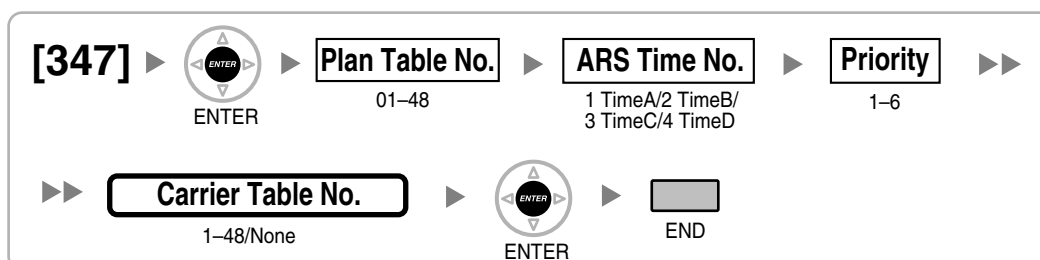 [347]
ENTER
ENTER
Plan Table No.
01–48
ARS Time No.
1 TimeA/2 TimeB/
3 TimeC/4 TimeD
Priority
1–6
Carrier Table No.
1–48/None
ENTER
ENTER
END